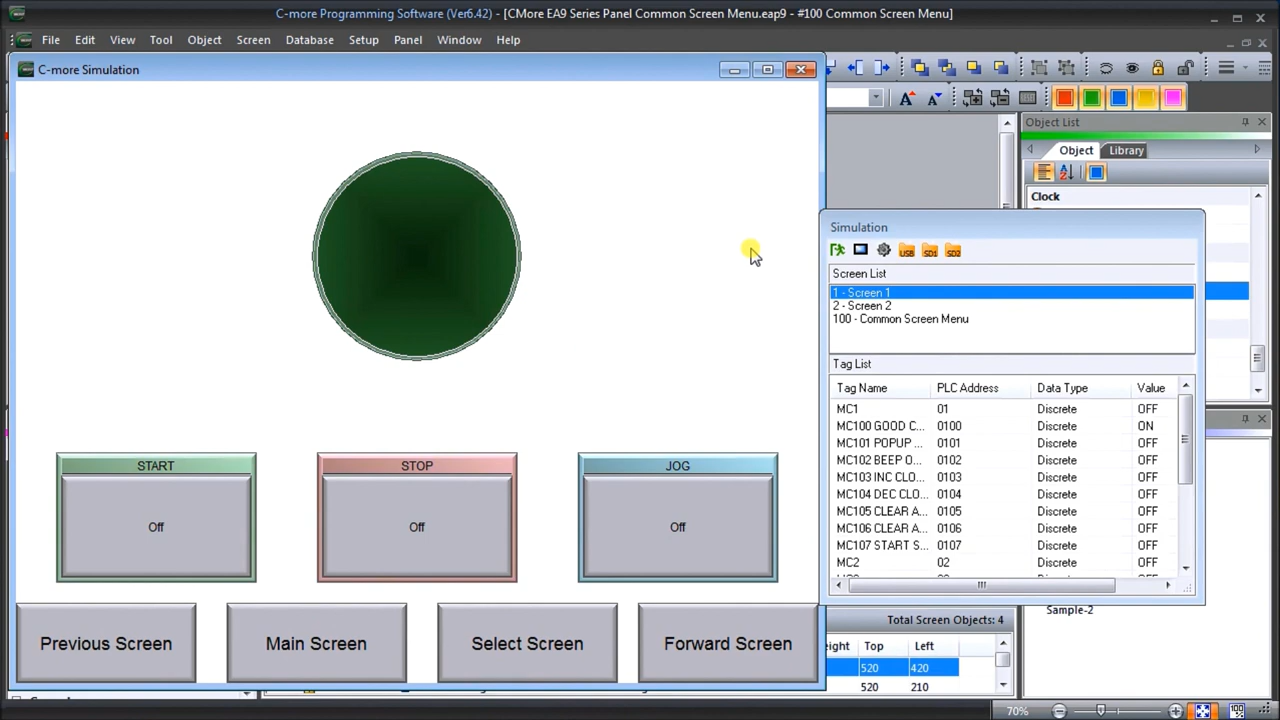 C-more Programming Software (Ver6.42) - [CMore EA9 Series Panel Common Screen Menu.eap9 - #100 Common Screen Menu]
File Edit View Tool Object Screen Database Setup Panel Window Help
C-more Simulation
Object List
Object Library
Clock
Simulation
USB SD1 SD2
Screen List
1 - Screen 1
2 - Screen 2
100 - Common Screen Menu
Tag List
Tag Name PLC Address Data Type Value
MC1 01 Discrete OFF
MC100 GOOD C... 0100 Discrete ON
MC101 POPUP ... 0101 Discrete OFF
MC102 BEEP O... 0102 Discrete OFF
MC103 INC CLO... 0103 Discrete OFF
MC104 DEC CLO... 0104 Discrete OFF
MC105 CLEAR A... 0105 Discrete OFF
MC106 CLEAR A... 0106 Discrete OFF
MC107 START S... 0107 Discrete OFF
MC2 02 Discrete OFF
START STOP JOG
Off Off Off
Previous Screen Main Screen Select Screen Forward Screen
Sample-2
Total Screen Objects: 4
eight Top Left
520 420
520 210
70% 100